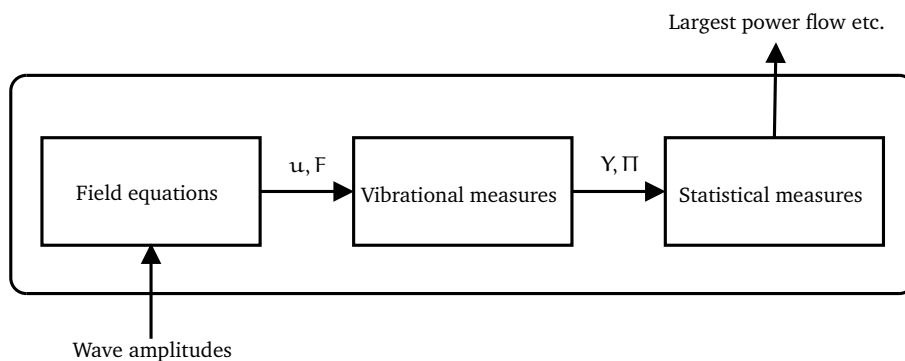 Largest power flow etc.
Field equations
u, F
Vibrational measures
Y, Π
Statistical measures
Wave amplitudes